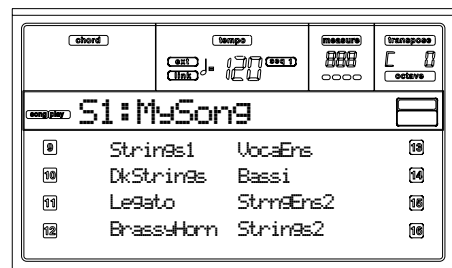 chord tempo measure transpose
ext link = 120 seq 1 888 C 0
octave
song play S1:MySong
9 Strings1 VocaEns 13
10 DkStrings Bassi 14
11 Legato StrngEns2 15
12 BrassyHorn Strings2 16